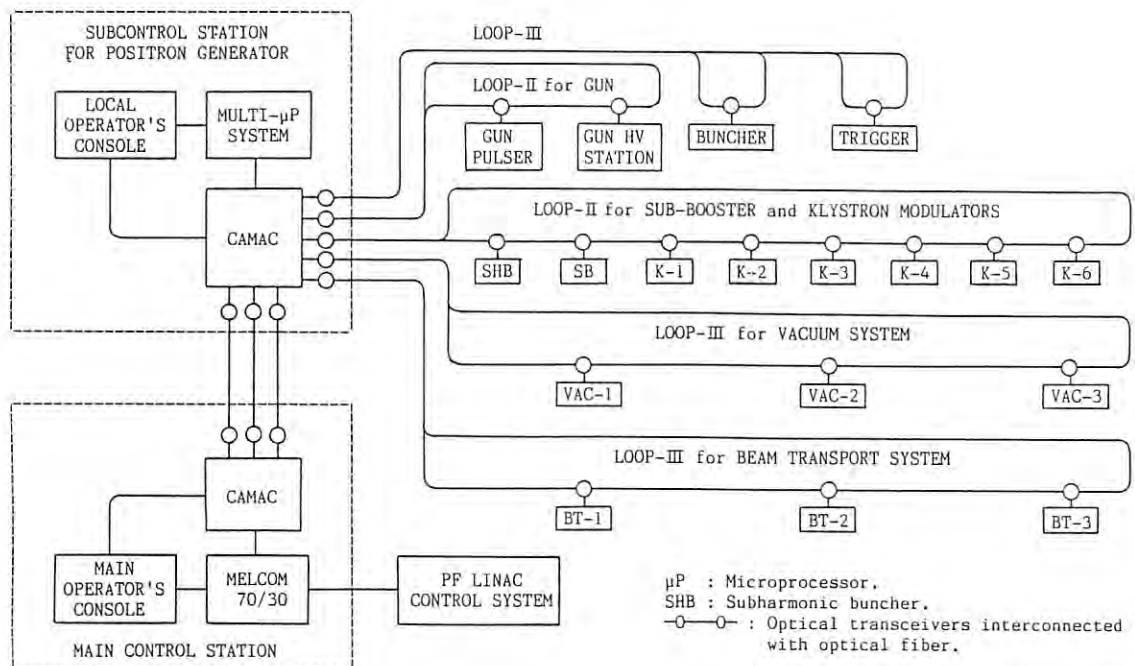 SUBCONTROL STATION
FOR POSITRON GENERATOR
LOCAL
OPERATOR'S
CONSOLE
MULTI-µP
SYSTEM
CAMAC
LOOP-III
LOOP-II for GUN
GUN
PULSER
GUN HV
STATION
BUNCHER
TRIGGER
LOOP-II for SUB-BOOSTER and KLYSTRON MODULATORS
SHB
SB
K-1
K-2
K-3
K-4
K-5
K-6
LOOP-III for VACUUM SYSTEM
VAC-1
VAC-2
VAC-3
LOOP-III for BEAM TRANSPORT SYSTEM
BT-1
BT-2
BT-3
CAMAC
MAIN
OPERATOR'S
CONSOLE
MELCOM
70/30
PF LINAC
CONTROL SYSTEM
MAIN CONTROL STATION
µP : Microprocessor.
SHB : Subharmonic buncher.
: Optical transceivers interconnected
with optical fiber.